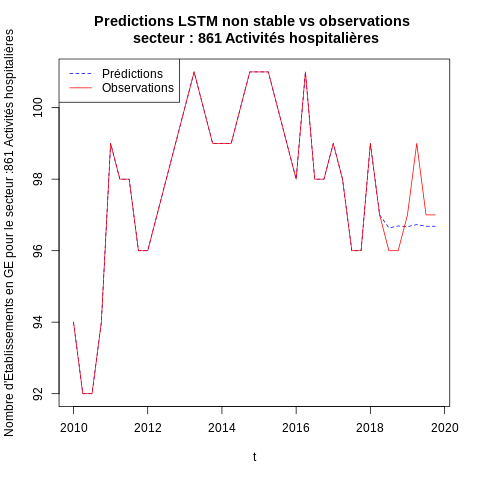 Predictions LSTM non stable vs observations
secteur : 861 Activités hospitalières
Nombre d'Etablissements en GE pour le secteur :861 Activités hospitalières
Prédictions
Observations
100
98
96
94
92
2010
2012
2014
2016
2018
2020
t